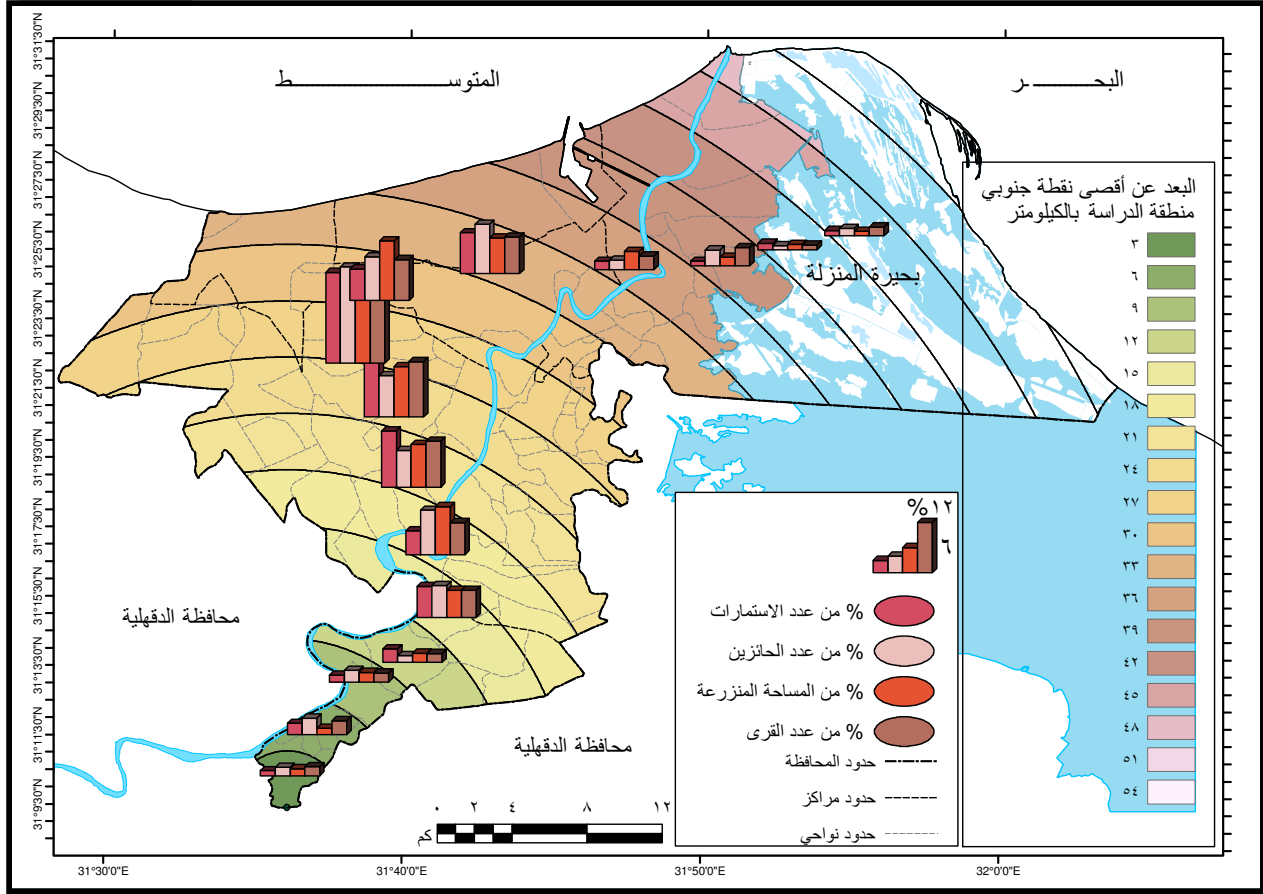 البحـــــــــر
المتوســــــــــــــــــــــــــــــــط
بحيرة المنزلة
محافظة الدقهلية
محافظة الدقهلية
البعد عن أقصى نقطة جنوبي
منطقة الدراسة بالكيلومتر
٣
٦
٩
١٢
١٥
١٨
٢١
٢٤
٢٧
٣٠
٣٣
٣٦
٣٩
٤٢
٤٥
٤٨
٥١
٥٤
%١٢
٦
% من عدد الاستمارات
% من عدد الحائزين
% من المساحة المنزرعة
% من عدد القرى
حدود المحافظة
حدود مراكز
حدود نواحي
٠ ٢ ٤ ٨ ١٢
كم
31°31'30"N
31°29'30"N
31°27'30"N
31°25'30"N
31°23'30"N
31°21'30"N
31°19'30"N
31°17'30"N
31°15'30"N
31°13'30"N
31°11'30"N
31°9'30"N
31°30'0"E
31°40'0"E
31°50'0"E
32°0'0"E